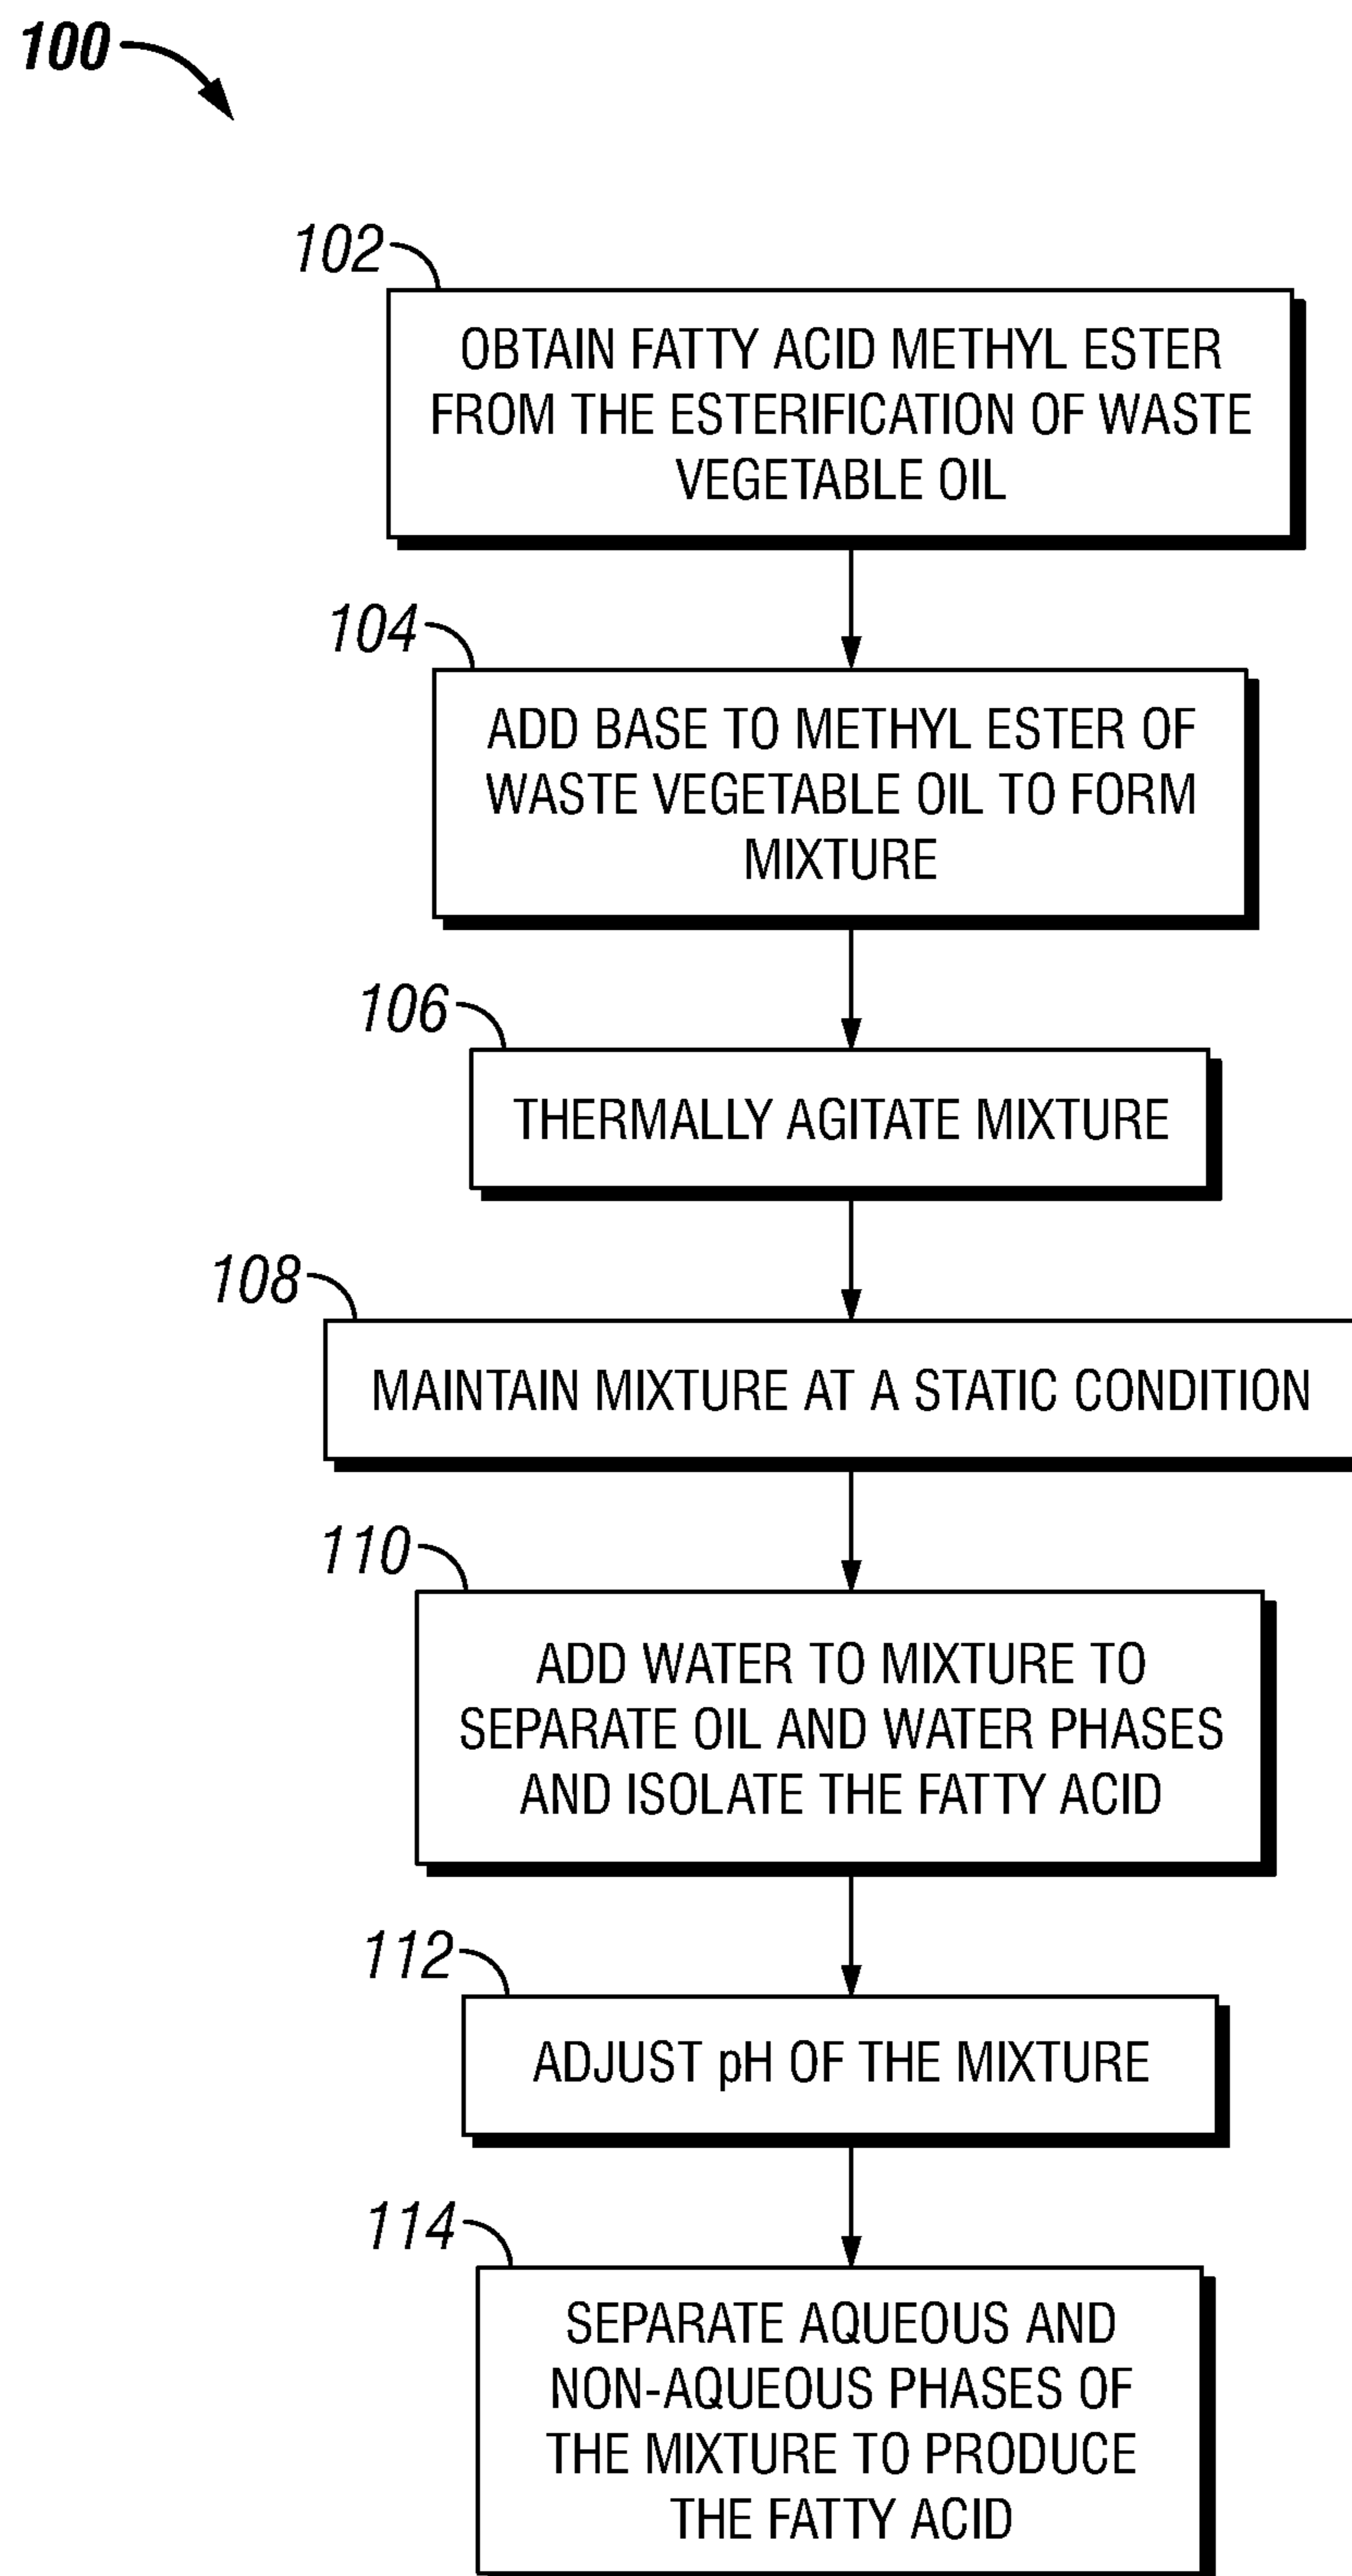 100
102
OBTAIN FATTY ACID METHYL ESTER
FROM THE ESTERIFICATION OF WASTE
VEGETABLE OIL
104
ADD BASE TO METHYL ESTER OF
WASTE VEGETABLE OIL TO FORM
MIXTURE
106
THERMALLY AGITATE MIXTURE
108
MAINTAIN MIXTURE AT A STATIC CONDITION
110
ADD WATER TO MIXTURE TO
SEPARATE OIL AND WATER PHASES
AND ISOLATE THE FATTY ACID
112
ADJUST pH OF THE MIXTURE
114
SEPARATE AQUEOUS AND
NON-AQUEOUS PHASES OF
THE MIXTURE TO PRODUCE
THE FATTY ACID